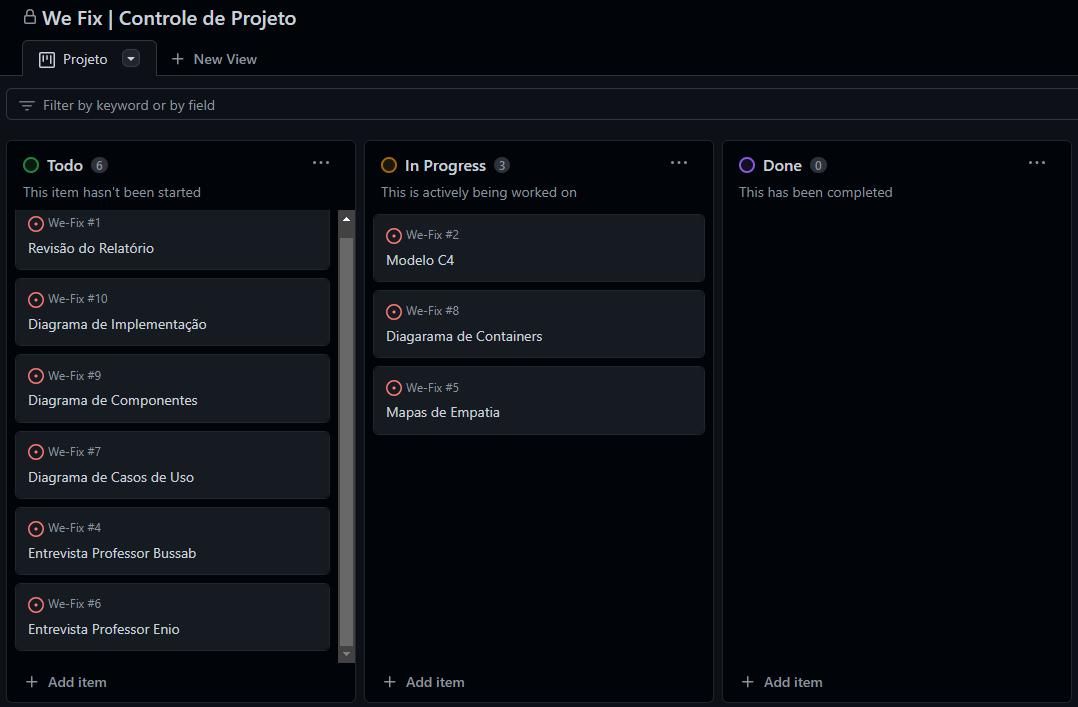 We Fix | Controle de Projeto
Projeto
New View
Filter by keyword or by field
Todo 6
This item hasn't been started
We-Fix #1
Revisão do Relatório
We-Fix #10
Diagrama de Implementação
We-Fix #9
Diagrama de Componentes
We-Fix #7
Diagrama de Casos de Uso
We-Fix #4
Entrevista Professor Bussab
We-Fix #6
Entrevista Professor Enio
+ Add item
In Progress 3
This is actively being worked on
We-Fix #2
Modelo C4
We-Fix #8
Diagarama de Containers
We-Fix #5
Mapas de Empatia
+ Add item
Done 0
This has been completed
+ Add item